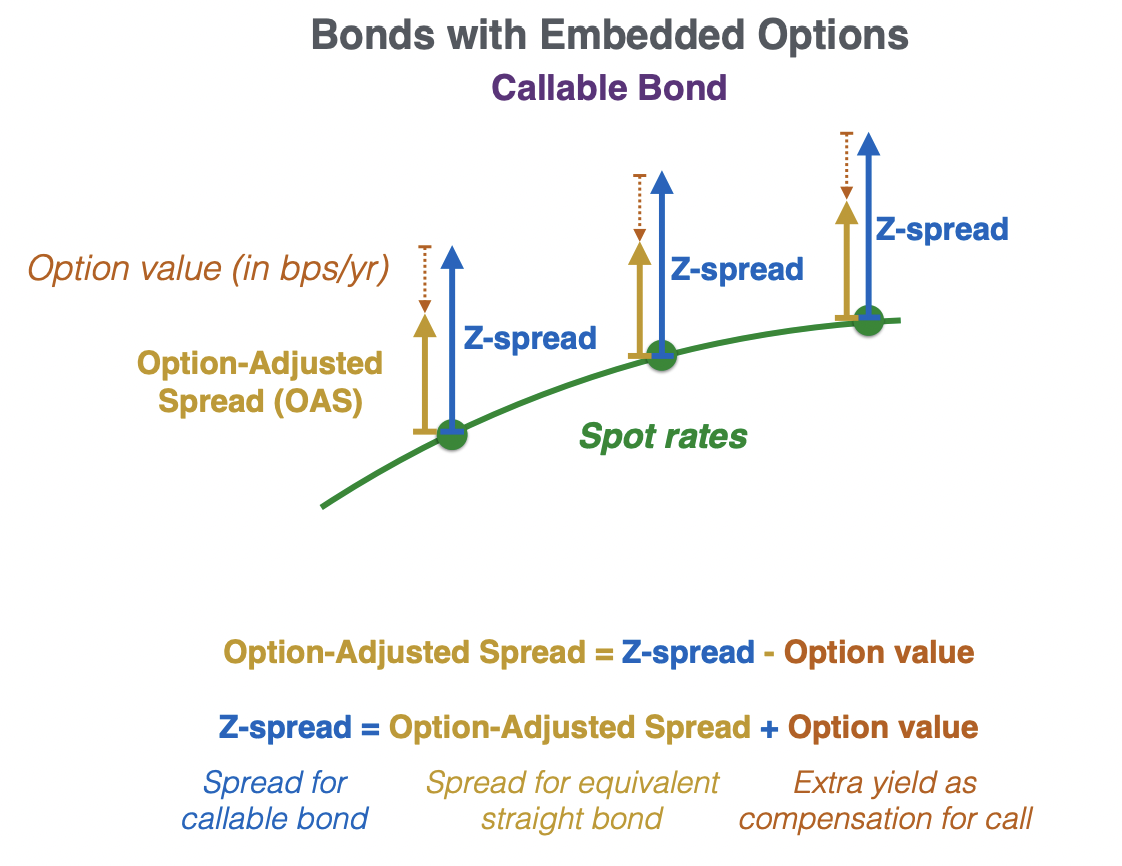 Bonds with Embedded Options
Callable Bond
Z-spread
Z-spread
Option value (in bps/yr)
Z-spread
Option-Adjusted
Spread (OAS)
Spot rates
Option-Adjusted Spread = Z-spread - Option value
Z-spread = Option-Adjusted Spread + Option value
Spread for
callable bond
Spread for equivalent
straight bond
Extra yield as
compensation for call